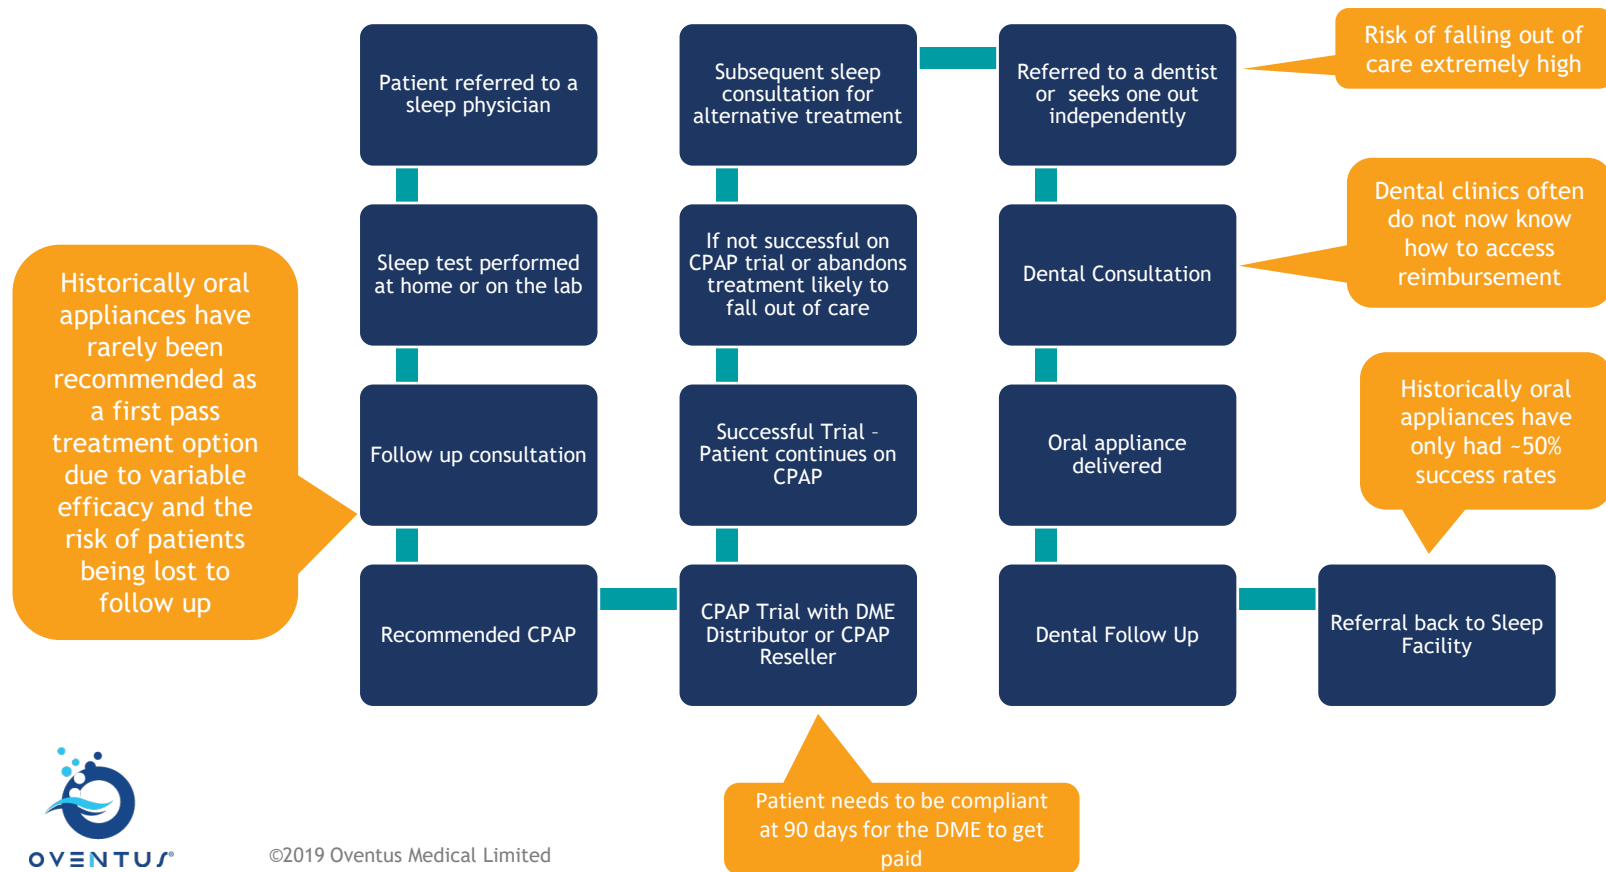 Patient referred to a
sleep physician
Sleep test performed
at home or on the lab
Follow up consultation
Recommended CPAP
Historically oral
appliances have
rarely been
recommended as
a first pass
treatment option
due to variable
efficacy and the
risk of patients
being lost to
follow up
CPAP Trial with DME
Distributor or CPAP
Reseller
Patient needs to be compliant
at 90 days for the DME to get
paid
Successful Trial –
Patient continues on
CPAP
If not successful on
CPAP trial or abandons
treatment likely to
fall out of care
Subsequent sleep
consultation for
alternative treatment
Referred to a dentist
or  seeks one out
independently
Risk of falling out of
care extremely high
Dental Consultation
Dental clinics often
do not now know
how to access
reimbursement
Oral appliance
delivered
Dental Follow Up
Referral back to Sleep
Facility
Historically oral
appliances have
only had ~50%
success rates
OVENTUS®
©2019 Oventus Medical Limited